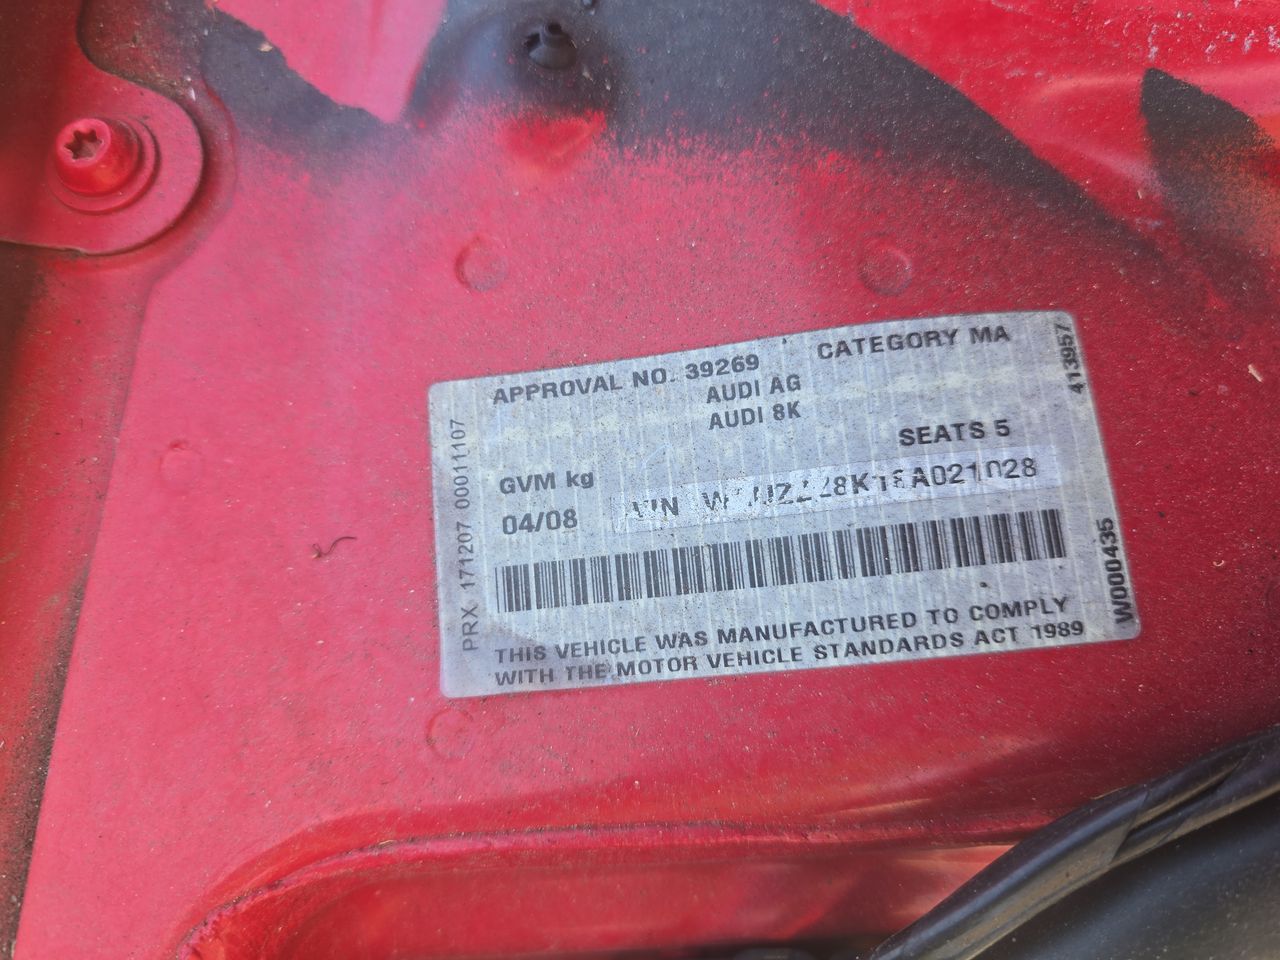 APPROVAL NO. 39269 CATEGORY MA
AUDI AG
AUDI 8K
SEATS 5
GVM kg
VIN
04/08
THIS VEHICLE WAS MANUFACTURED TO COMPLY
WITH THE MOTOR VEHICLE STANDARDS ACT 1989
PRX 171207 00011107
413957
W000435